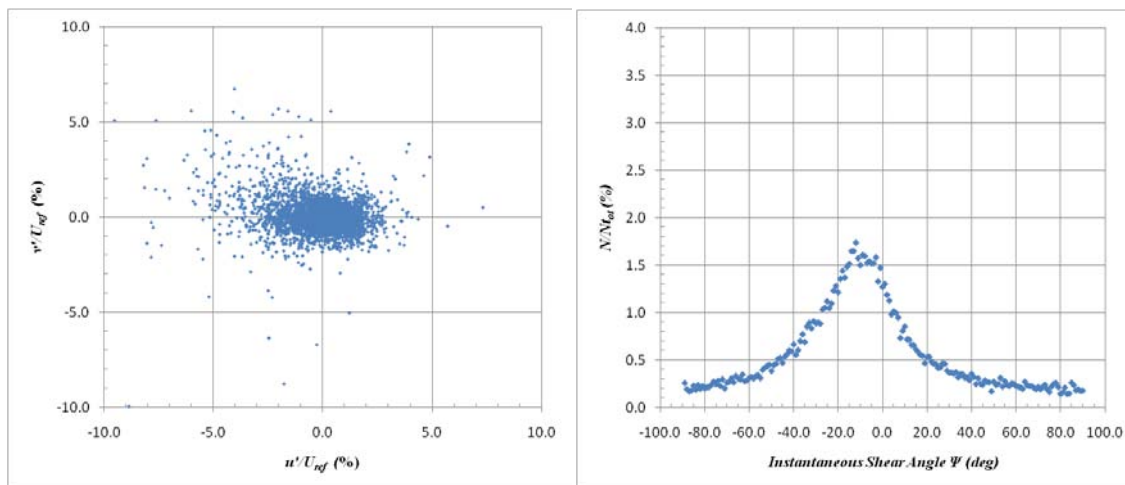 10.0
5.0
0.0
-5.0
-10.0
v'/U_ref (%)
-10.0 -5.0 0.0 5.0 10.0
u'/U_ref (%)
4.0
3.5
3.0
2.5
2.0
1.5
1.0
0.5
0.0
N/Nt_ot (%)
-100.0 -80.0 -60.0 -40.0 -20.0 0.0 20.0 40.0 60.0 80.0 100.0
Instantaneous Shear Angle Ψ (deg)